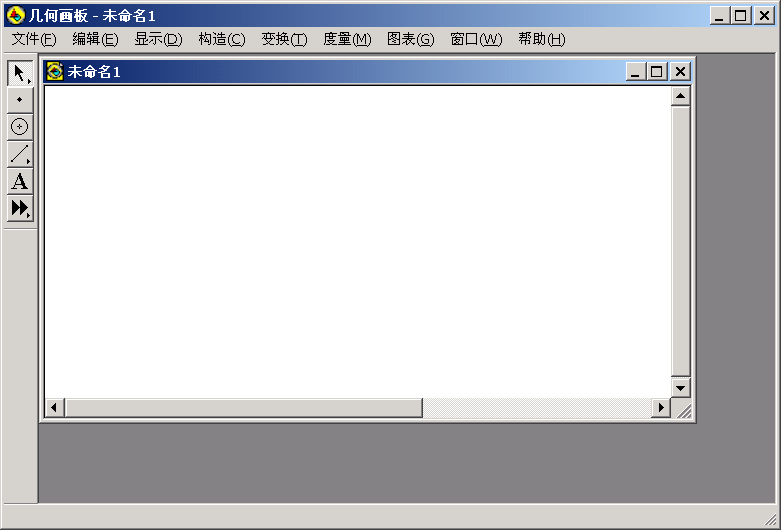 几何画板 - 未命名1
文件(F) 编辑(E) 显示(D) 构造(C) 变换(T) 度量(M) 图表(G) 窗口(W) 帮助(H)
未命名1
A